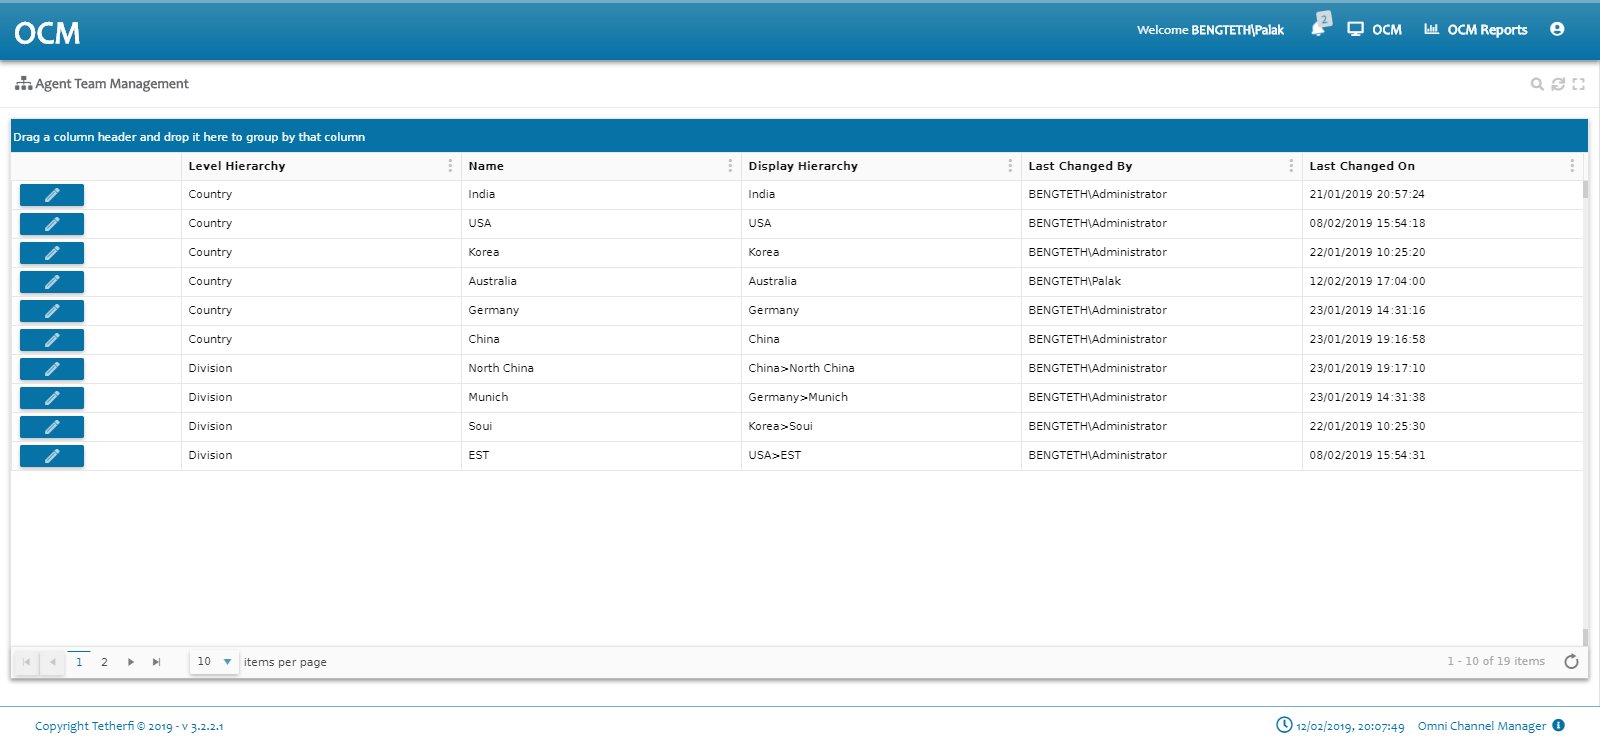 OCM
Welcome BENGTETH\Palak 2 OCM OCM Reports
Agent Team Management
Drag a column header and drop it here to group by that column
Level Hierarchy Name Display Hierarchy Last Changed By Last Changed On
Country India India BENGTETH\Administrator 21/01/2019 20:57:24
Country USA USA BENGTETH\Administrator 08/02/2019 15:54:18
Country Korea Korea BENGTETH\Administrator 22/01/2019 10:25:20
Country Australia Australia BENGTETH\Palak 12/02/2019 17:04:00
Country Germany Germany BENGTETH\Administrator 23/01/2019 14:31:16
Country China China BENGTETH\Administrator 23/01/2019 19:16:58
Division North China China>North China BENGTETH\Administrator 23/01/2019 19:17:10
Division Munich Germany>Munich BENGTETH\Administrator 23/01/2019 14:31:38
Division Soui Korea>Soui BENGTETH\Administrator 22/01/2019 10:25:30
Division EST USA>EST BENGTETH\Administrator 08/02/2019 15:54:31
1 2 10 items per page 1 - 10 of 19 items
Copyright Tetherfi © 2019 - v 3.2.2.1 12/02/2019, 20:07:49 Omni Channel Manager